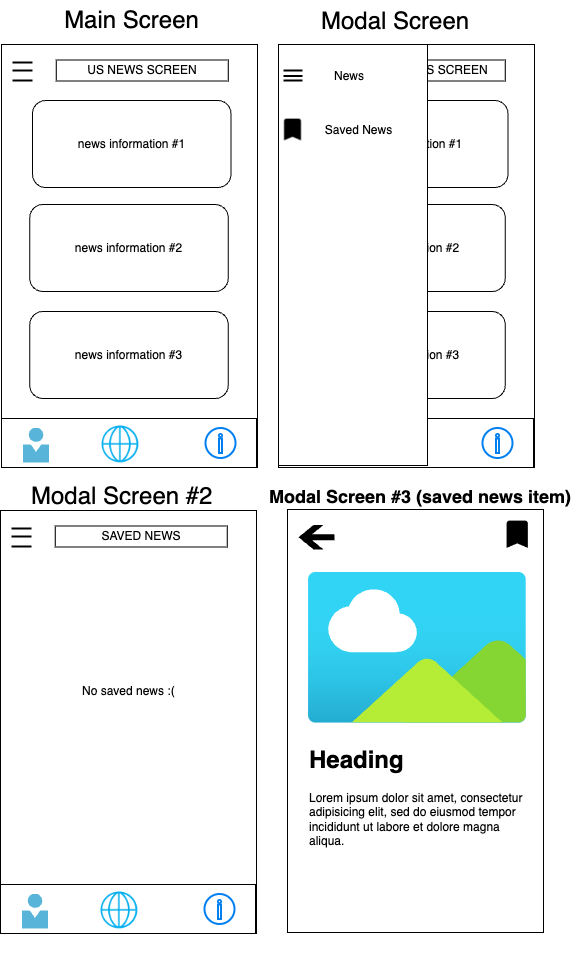 Main Screen
US NEWS SCREEN
news information #1
news information #2
news information #3
Modal Screen
News
S SCREEN
Saved News
ion #1
ion #2
ion #3
Modal Screen #2
SAVED NEWS
No saved news :(
Modal Screen #3 (saved news item)
Heading
Lorem ipsum dolor sit amet, consectetur
adipisicing elit, sed do eiusmod tempor
incididunt ut labore et dolore magna
aliqua.